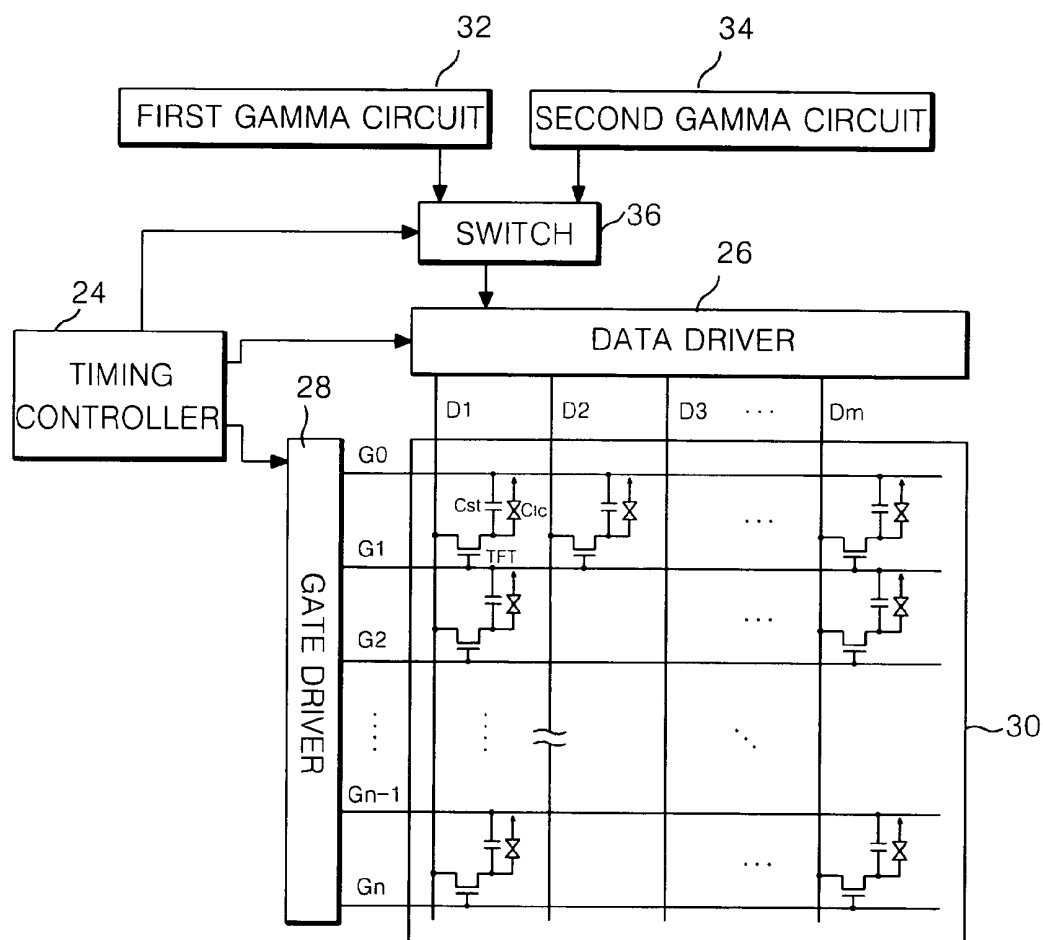 32
34
FIRST GAMMA CIRCUIT
SECOND GAMMA CIRCUIT
SWITCH
36
24
26
TIMING
CONTROLLER
DATA DRIVER
28
D1 D2 D3 ··· Dm
G0
Cst
Clc
···
G1
TFT
G2
···
GATE DRIVER
····
····
···
30
Gn-1
···
Gn